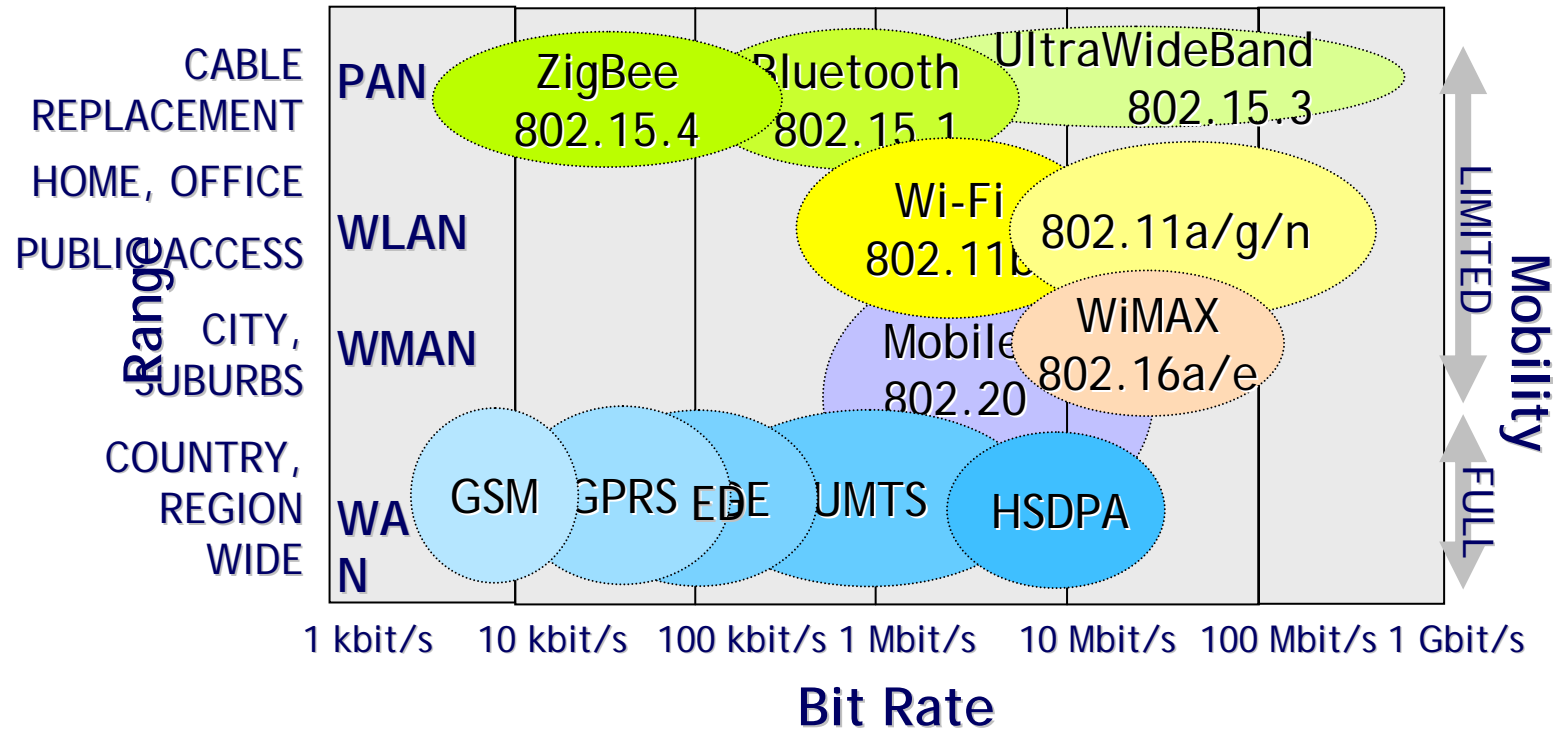 CABLE
REPLACEMENT
HOME, OFFICE
PUBLIC ACCESS
CITY,
SUBURBS
COUNTRY,
REGION
WIDE
Range
PAN
WLAN
WMAN
WA
N
ZigBee
802.15.4
Bluetooth
802.15.1
UltraWideBand
802.15.3
Wi-Fi
802.11b
802.11a/g/n
Mobile
802.20
WiMAX
802.16a/e
GSM
GPRS
EDGE
UMTS
HSDPA
LIMITED
FULL
Mobility
1 kbit/s
10 kbit/s
100 kbit/s
1 Mbit/s
10 Mbit/s
100 Mbit/s
1 Gbit/s
Bit Rate